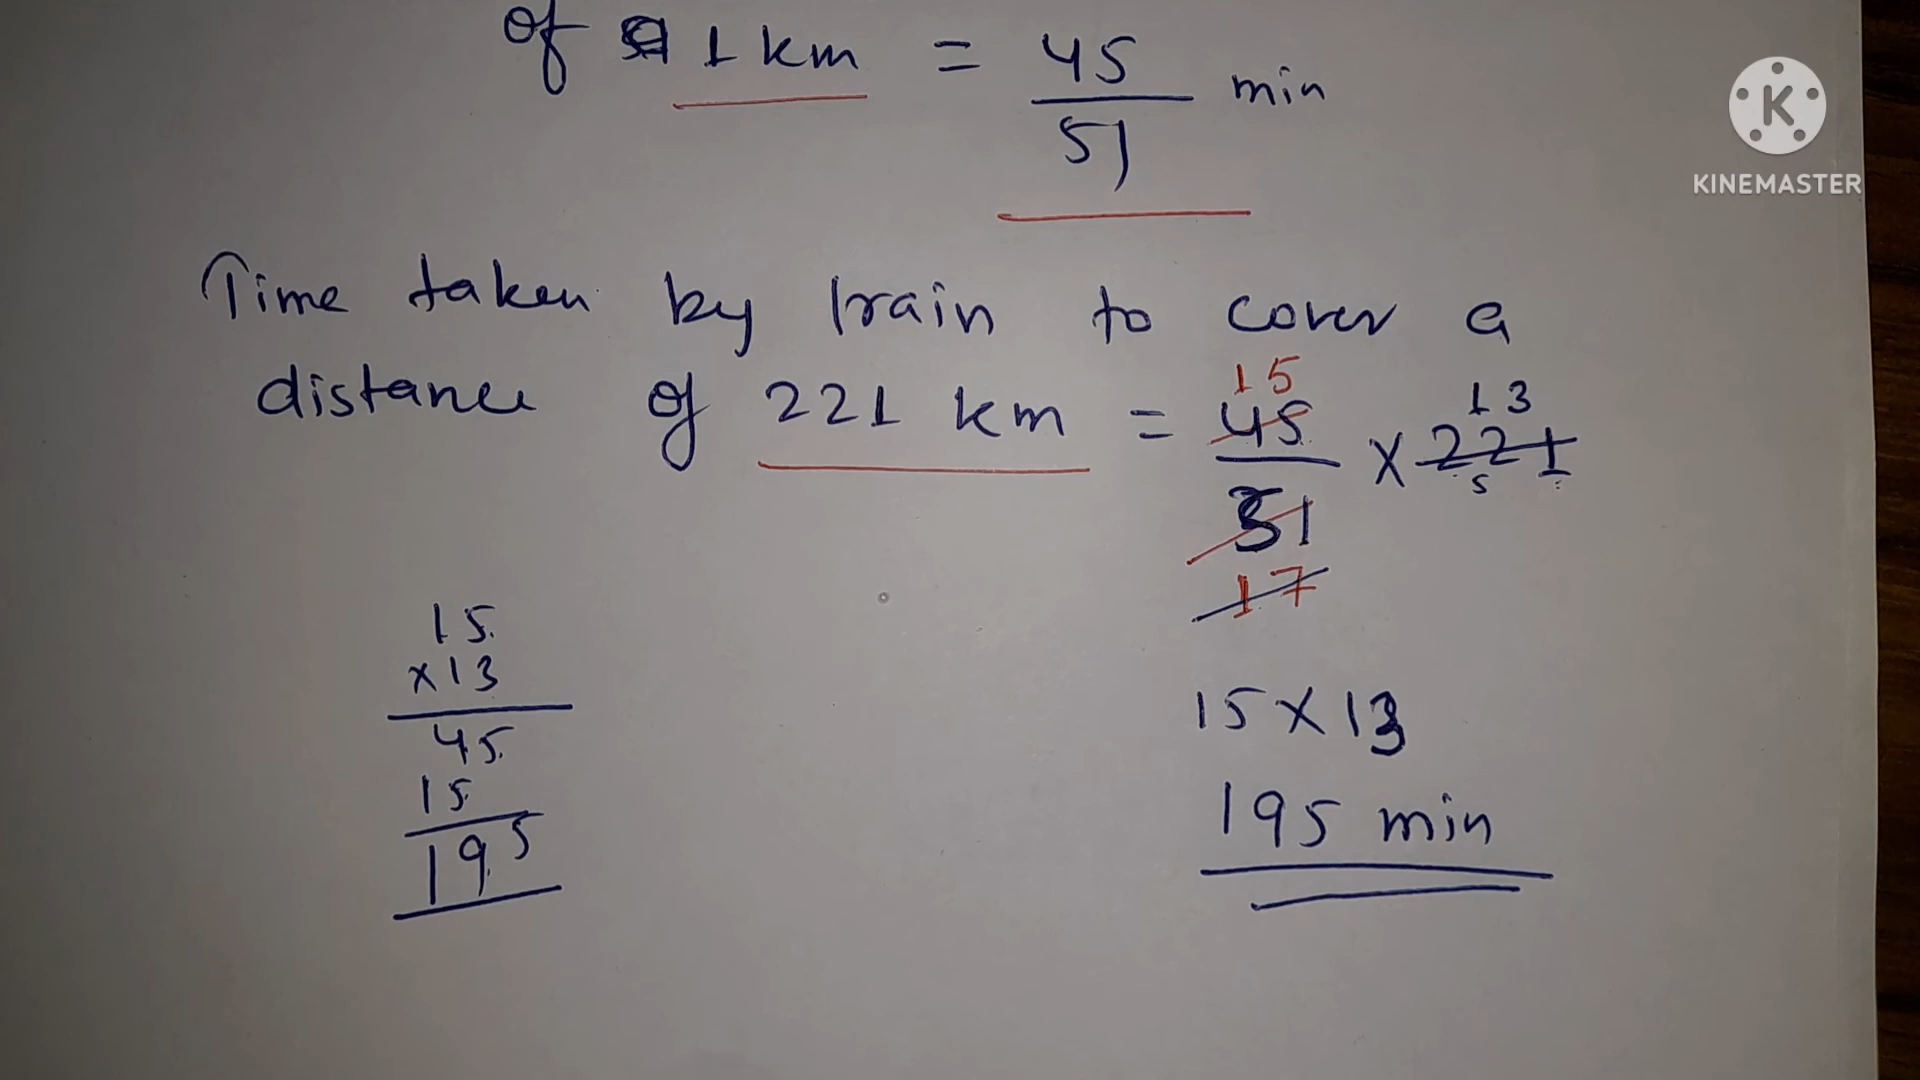 of 1 km = 45/51 min
K
KINEMASTER
Time taken by train to cover a
distance of 221 km = 45/51 × 221
15
13
5
17
15
×13
45
15
195
15 × 13
195 min